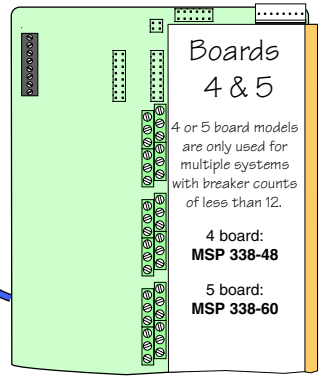 Boards
4 & 5
4 or 5 board models
are only used for
multiple systems
with breaker counts
of less than 12.
4 board:
MSP 338-48
5 board:
MSP 338-60